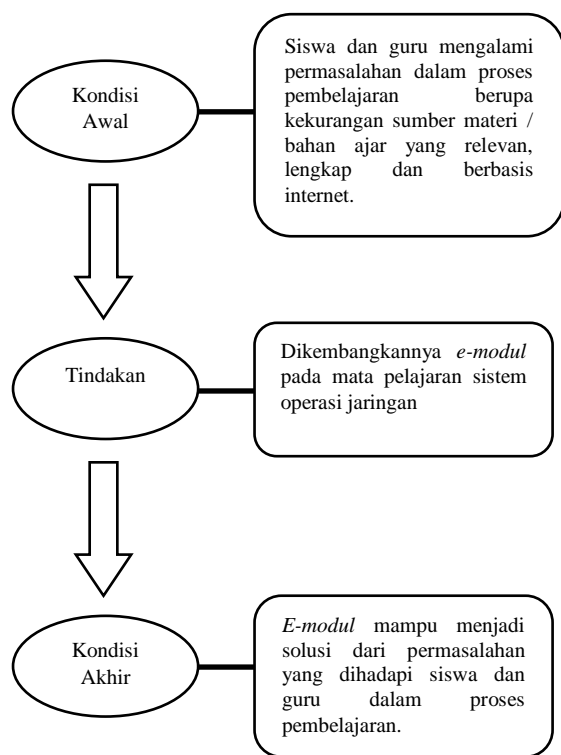 Kondisi
Awal
Siswa dan guru mengalami
permasalahan dalam proses
pembelajaran berupa
kekurangan sumber materi /
bahan ajar yang relevan,
lengkap dan berbasis
internet.
Tindakan
Dikembangkannya e-modul
pada mata pelajaran sistem
operasi jaringan
Kondisi
Akhir
E-modul mampu menjadi
solusi dari permasalahan
yang dihadapi siswa dan
guru dalam proses
pembelajaran.